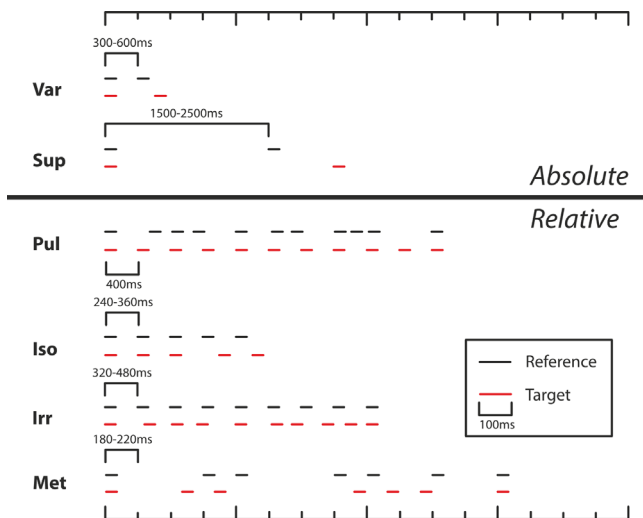 300-600ms
Var
1500-2500ms
Sup
Absolute
Relative
Pul
400ms
240-360ms
Iso
Reference
320-480ms
Target
Irr
100ms
180-220ms
Met